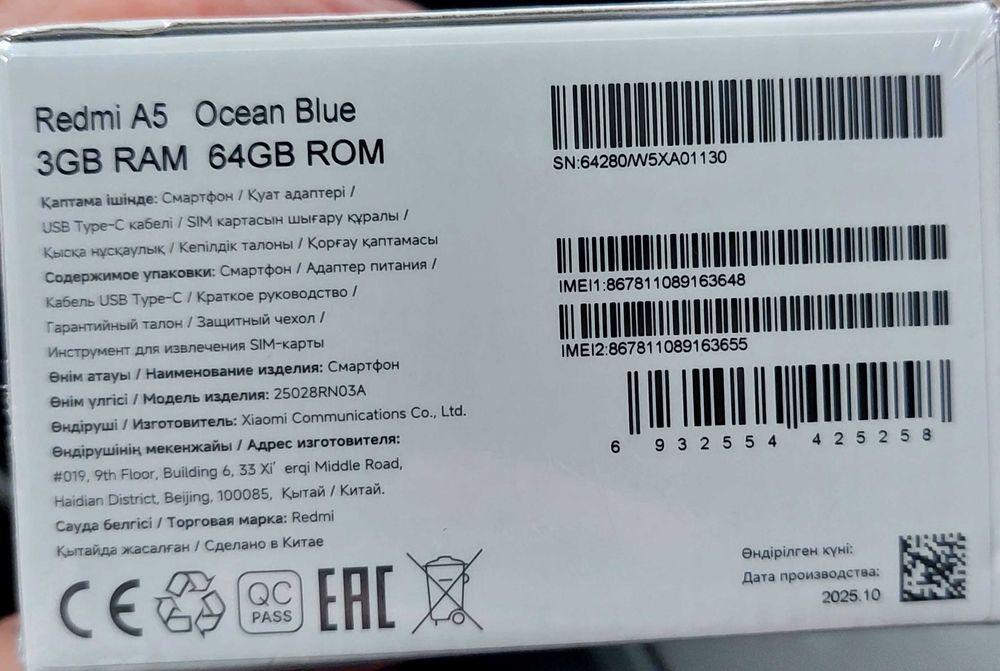 Redmi A5 Ocean Blue
3GB RAM 64GB ROM
Қаптама ішінде: Смартфон / Қуат адаптері /
USB Type-C кабелі / SIM картасын шығару құралы /
Қысқа нұсқаулық / Кепілдік талоны / Қорғау қаптамасы
Содержимое упаковки: Смартфон / Адаптер питания /
Кабель USB Type-C / Краткое руководство /
Гарантийный талон / Защитный чехол /
Инструмент для извлечения SIM-карты
Өнім атауы / Наименование изделия: Смартфон
Өнім үлгісі / Модель изделия: 25028RN03A
Өндіруші / Изготовитель: Xiaomi Communications Co., Ltd.
Өндірушінің мекенжайы / Адрес изготовителя:
#019, 9th Floor, Building 6, 33 Xi' erqi Middle Road,
Haidian District, Beijing, 100085, Қытай / Китай.
Сауда белгісі / Торговая марка: Redmi
Қытайда жасалған / Сделано в Китае
CE
QC
PASS
EAC
SN:64280/W5XA01130
IMEI1:867811089163648
IMEI2:867811089163655
6 932554 425258
Өндірілген күні:
Дата производства:
2025.10